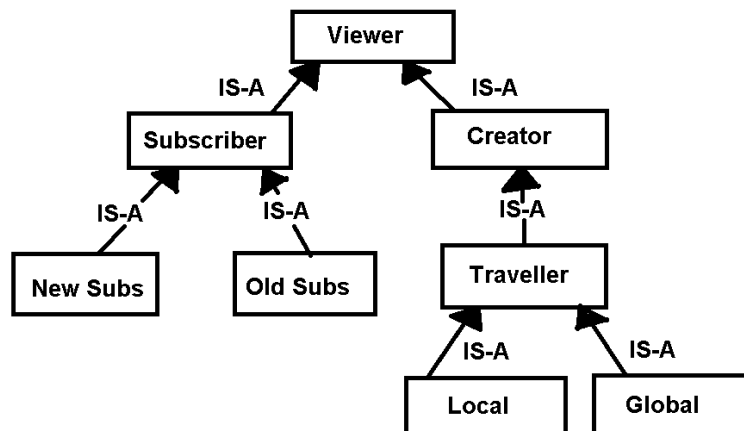 Viewer
IS-A IS-A
Subscriber Creator
IS-A IS-A IS-A
New Subs Old Subs Traveller
IS-A IS-A
Local Global